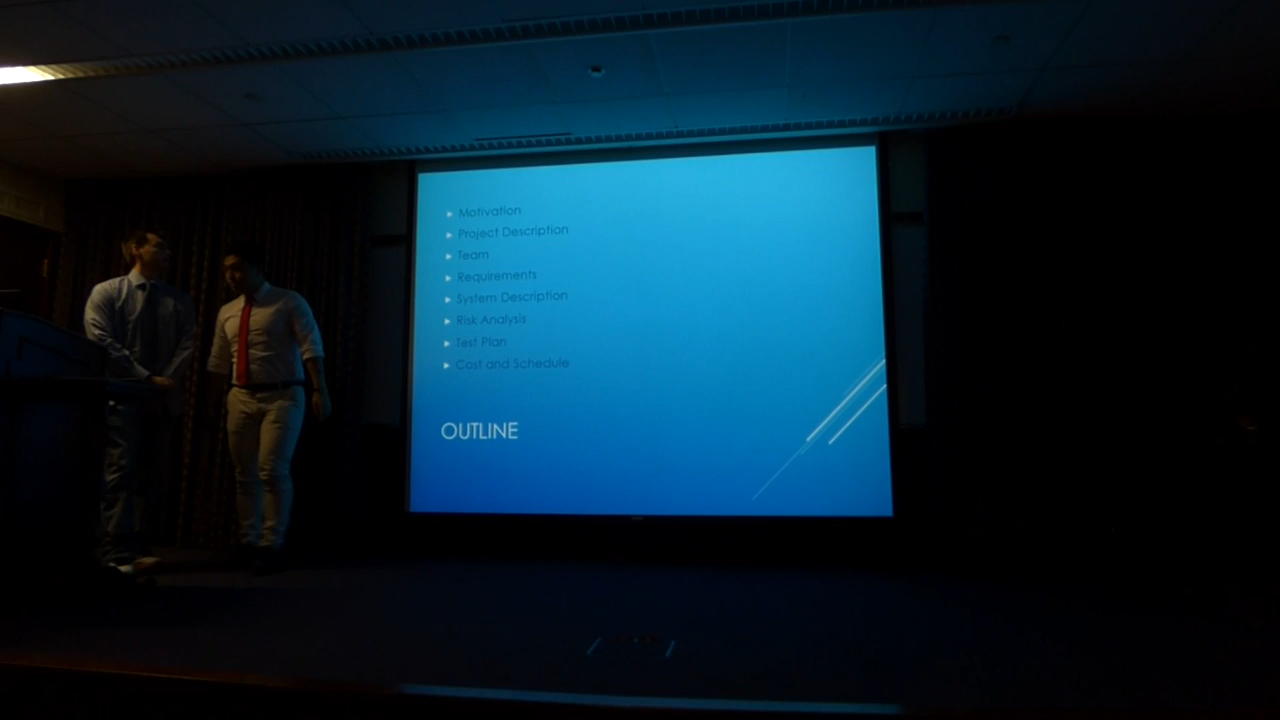 Motivation
Project Description
Team
Requirements
System Description
Risk Analysis
Test Plan
Cost and Schedule
OUTLINE